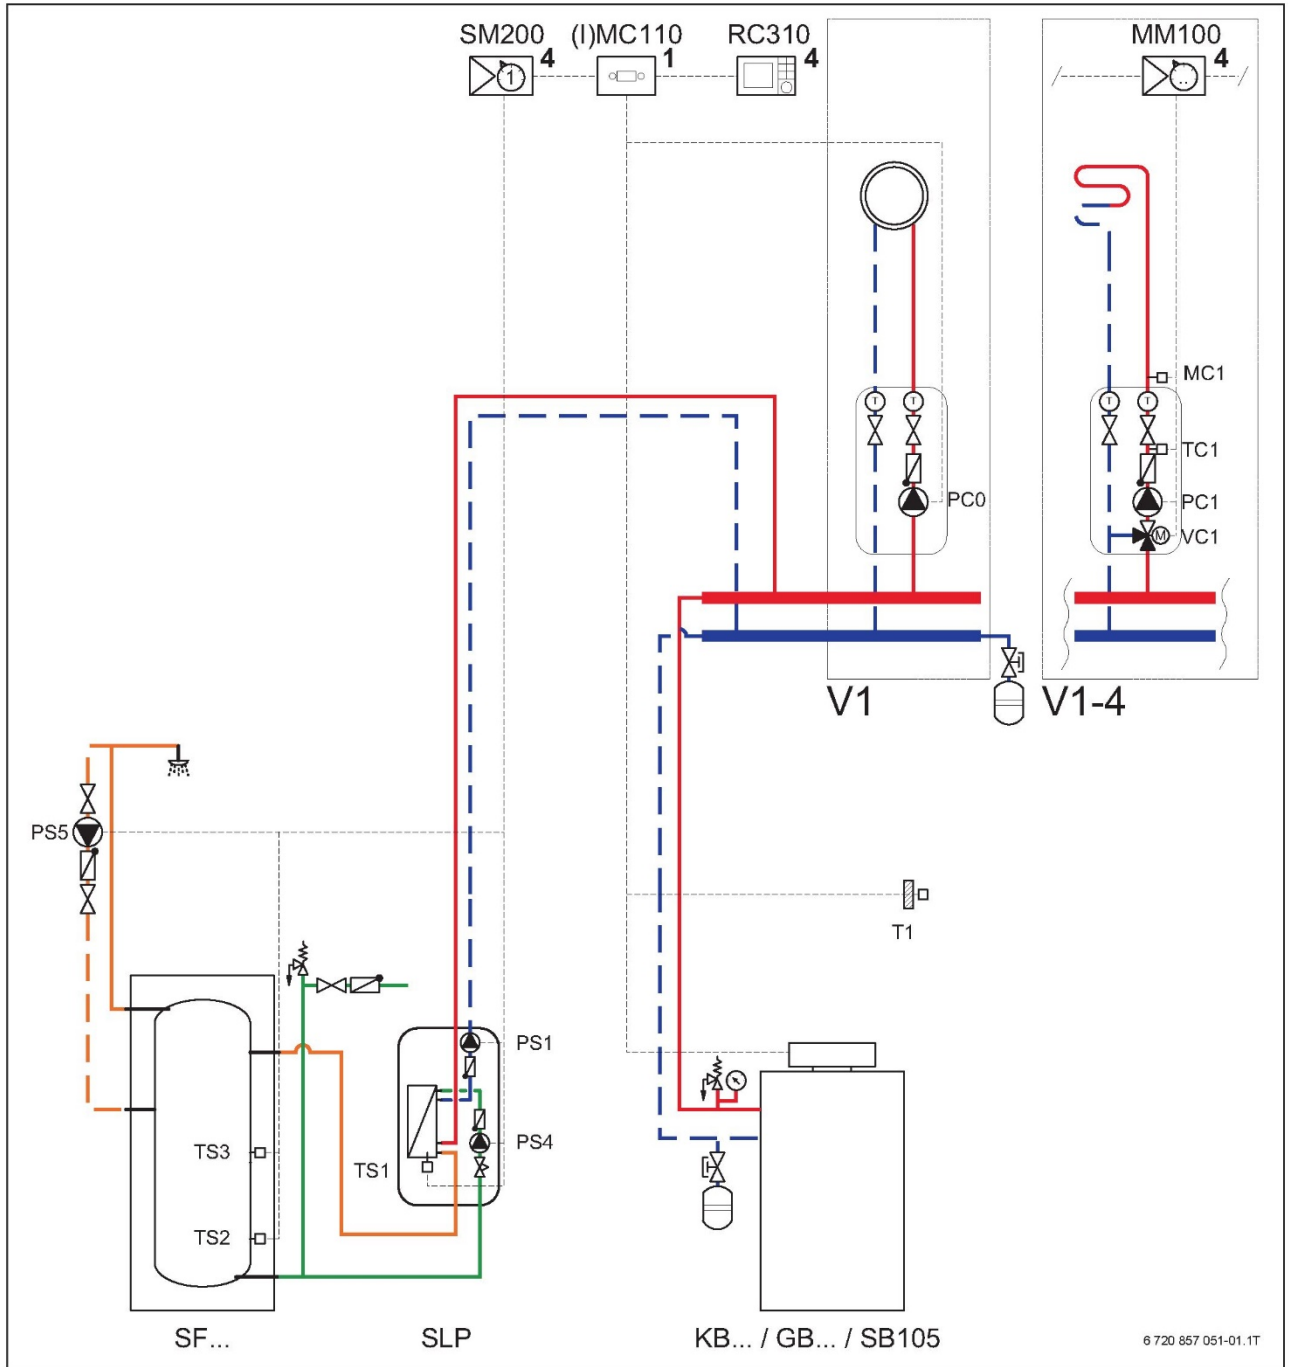 SM200
4
(I)MC110
1
RC310
4
MM100
4
1
...
MC1
T
T
T
T
TC1
PC0
PC1
VC1
M
V1
V1-4
PS5
T1
PS1
PS4
TS3
TS1
TS2
SF...
SLP
KB... / GB... / SB105
6 720 857 051-01.1T